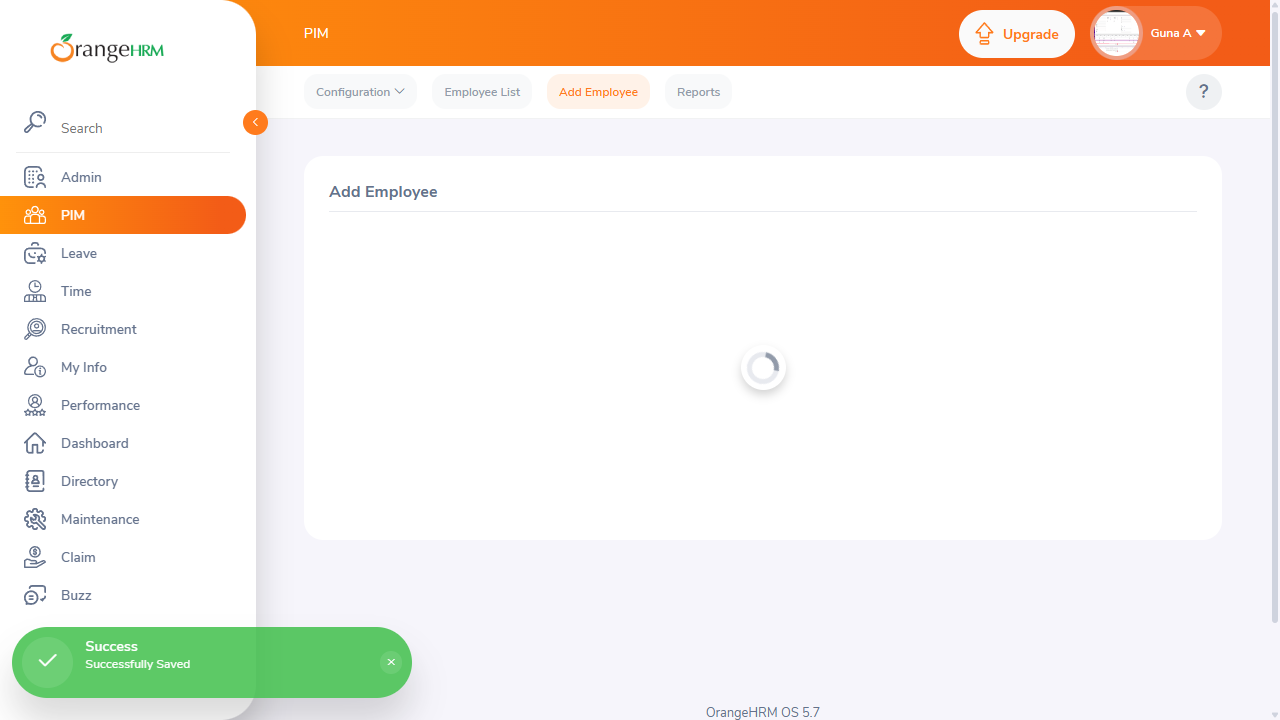 OrangeHRM
PIM
Upgrade
Guna A
Configuration
Employee List
Add Employee
Reports
?
Search
Admin
PIM
Leave
Time
Recruitment
My Info
Performance
Dashboard
Directory
Maintenance
Claim
Buzz
Add Employee
Success
Successfully Saved
OrangeHRM OS 5.7